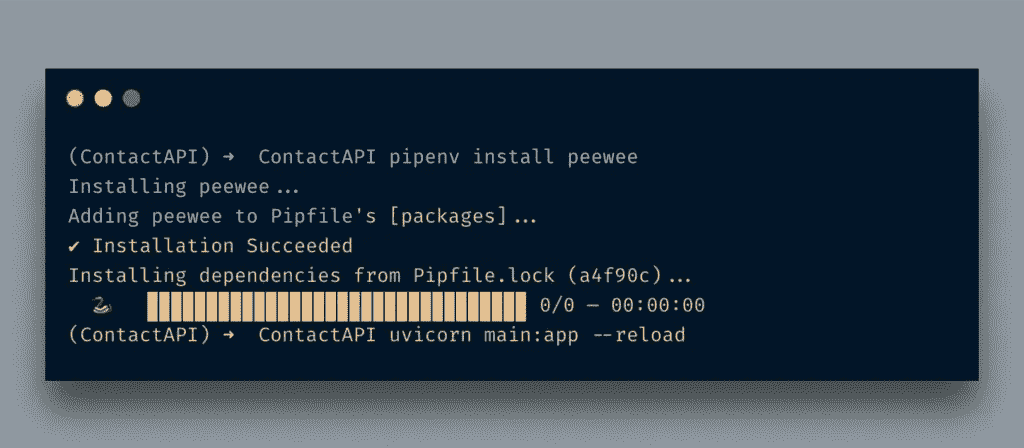 (ContactAPI) ➜  ContactAPI pipenv install peewee
Installing peewee...
Adding peewee to Pipfile's [packages]...
✔ Installation Succeeded
Installing dependencies from Pipfile.lock (a4f90c)...
🐍 ▉▉▉▉▉▉▉▉▉▉▉▉▉▉▉▉▉▉▉▉▉▉▉▉▉▉▉▉▉▉▉▉ 0/0 — 00:00:00
(ContactAPI) ➜  ContactAPI uvicorn main:app --reload